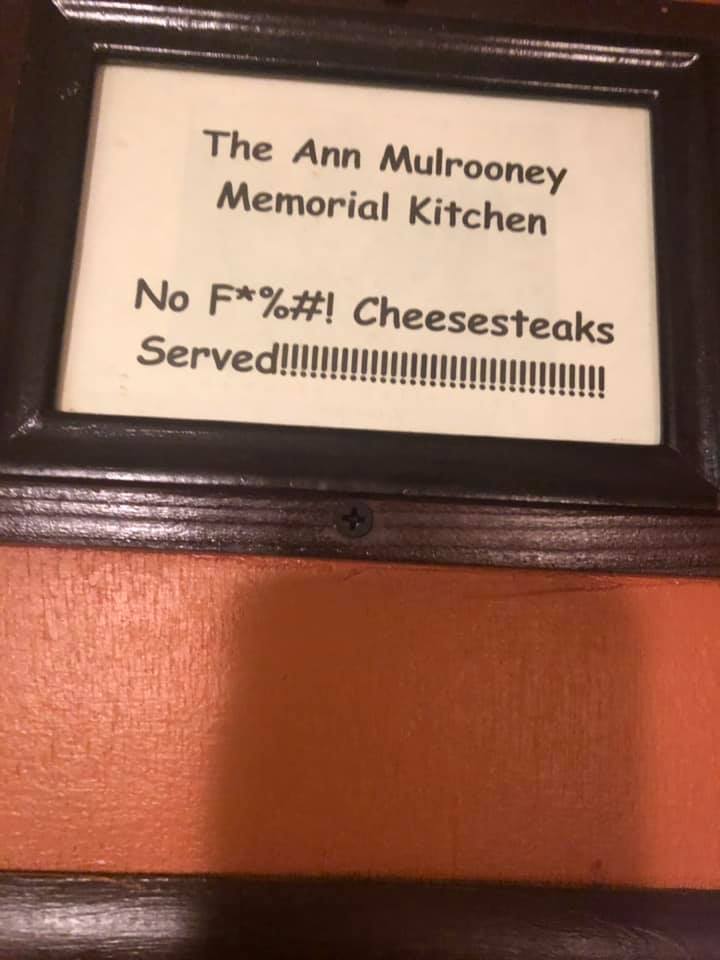 The Ann Mulrooney
Memorial Kitchen
No F*%#! Cheesesteaks
Served!!!!!!!!!!!!!!!!!!!!!!!!!!!!!!!!!